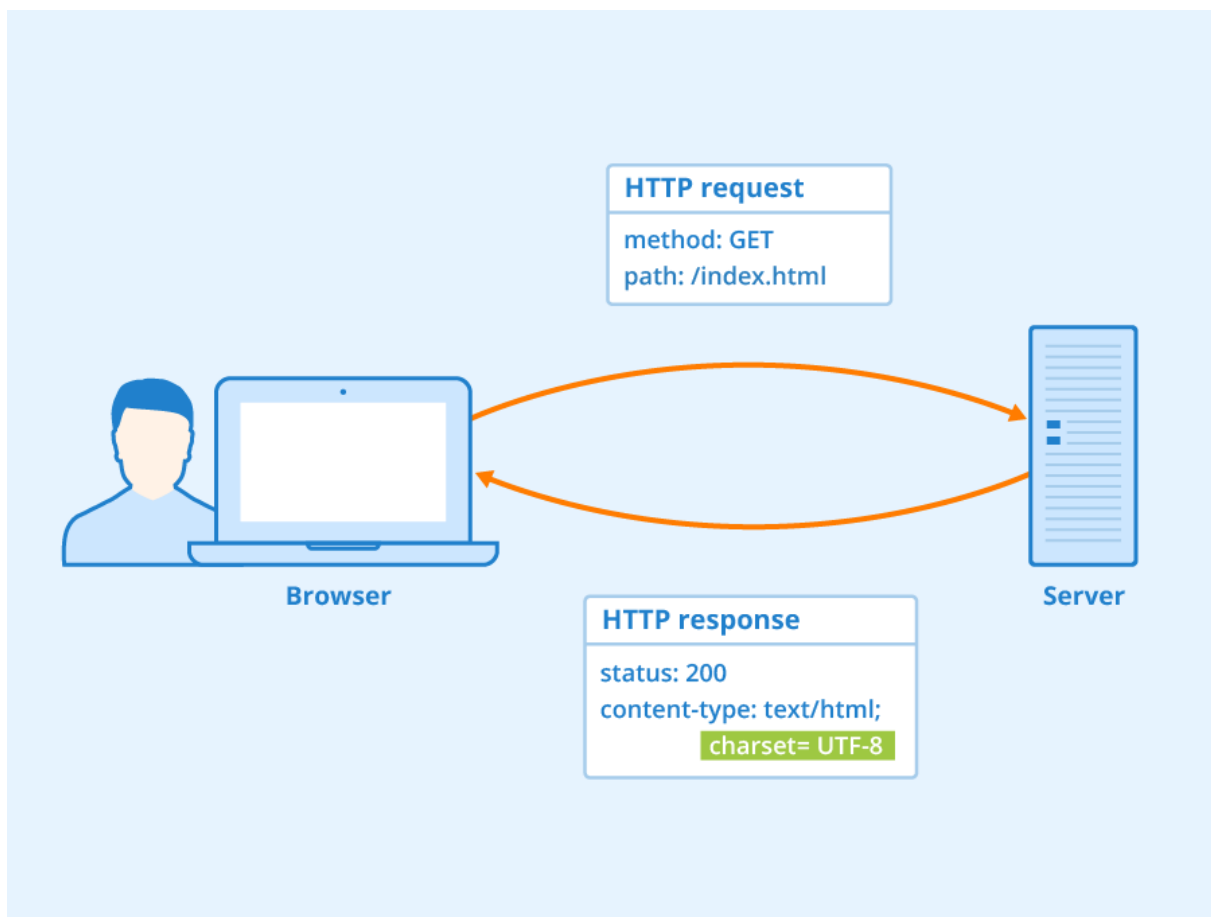 HTTP request
method: GET
path: /index.html
Browser
Server
HTTP response
status: 200
content-type: text/html;
charset= UTF-8